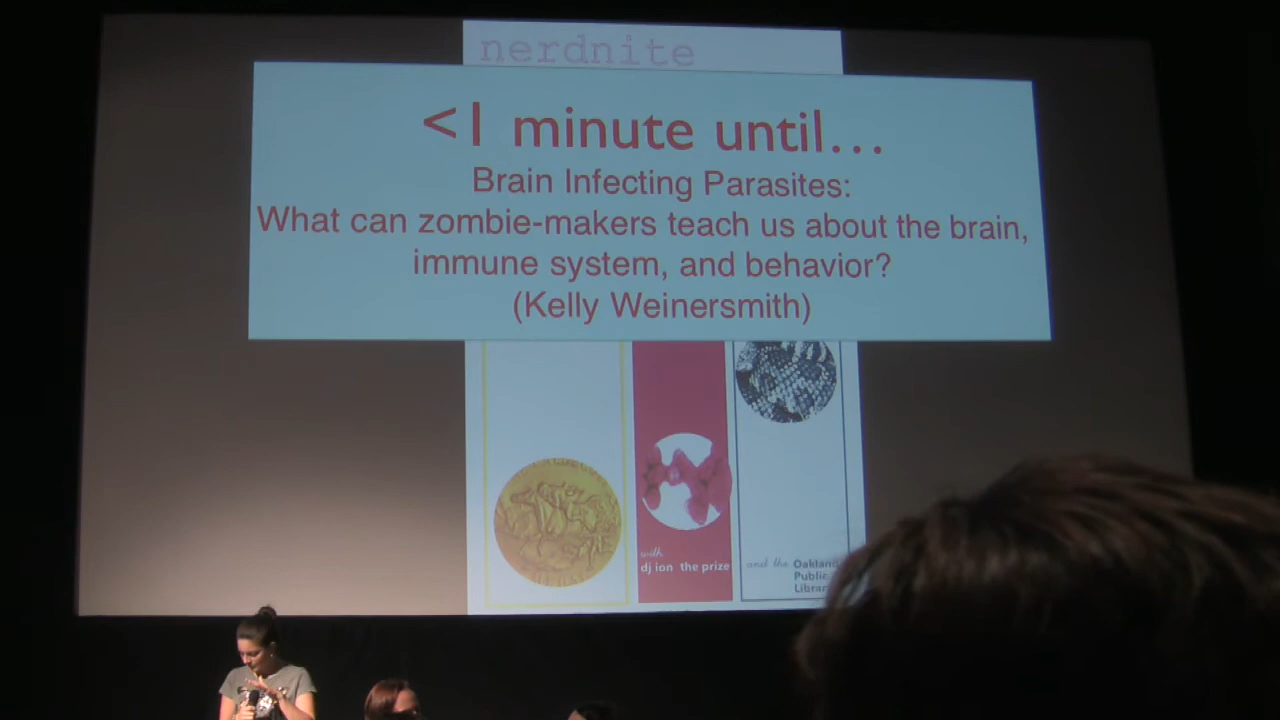 nerdnite
<1 minute until...
Brain Infecting Parasites:
What can zombie-makers teach us about the brain,
immune system, and behavior?
(Kelly Weinersmith)
with
dj ion the prize
and the Oakland
Public